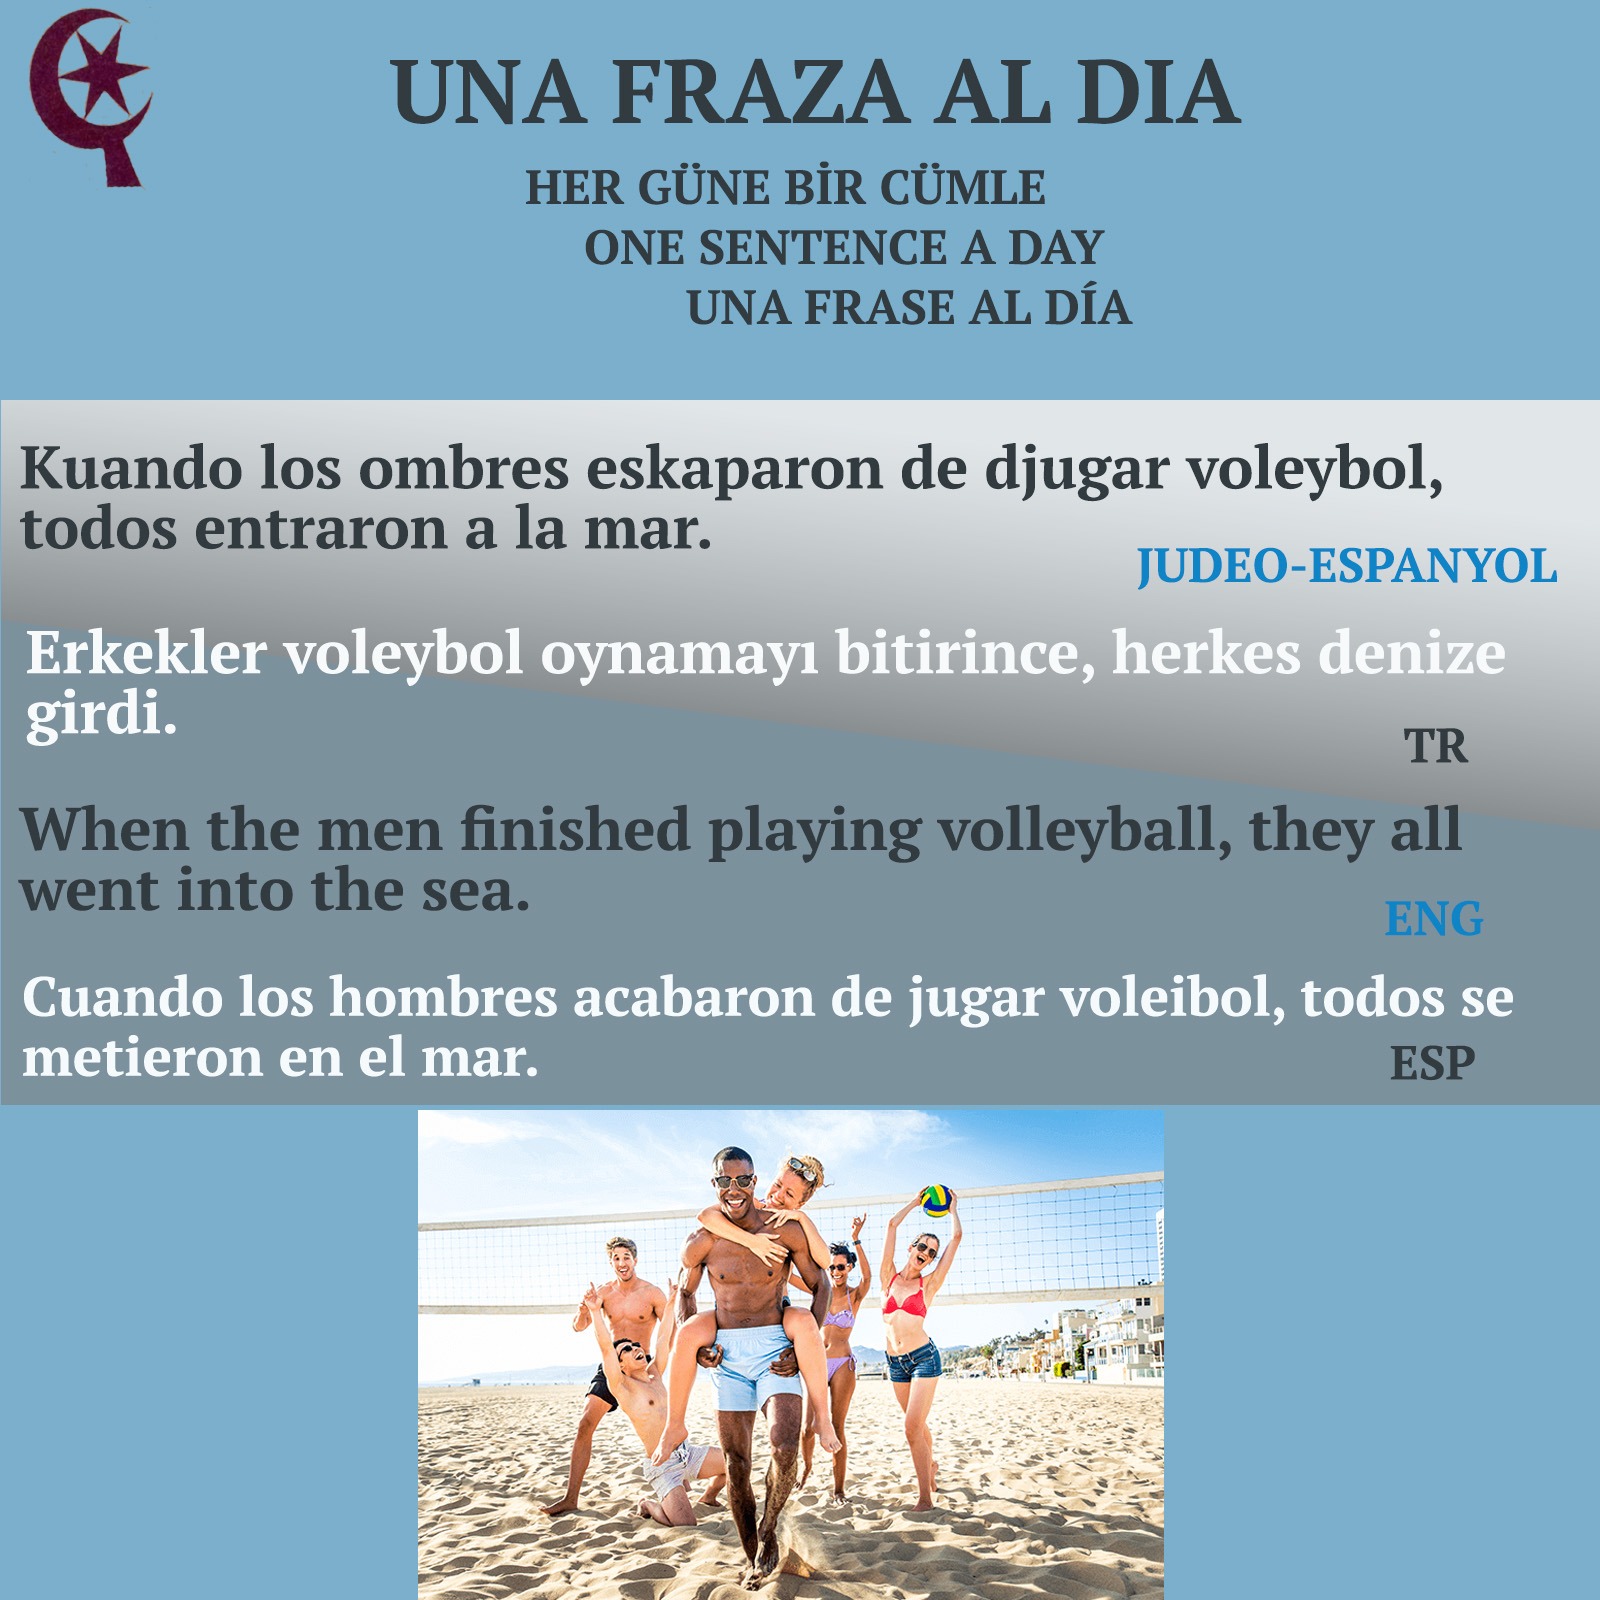 UNA FRAZA AL DIA
HER GÜNE BİR CÜMLE
ONE SENTENCE A DAY
UNA FRASE AL DÍA
Kuando los ombres eskaparon de djugar voleybol,
todos entraron a la mar.
JUDEO-ESPANYOL
Erkekler voleybol oynamayı bitirince, herkes denize
girdi.
TR
When the men finished playing volleyball, they all
went into the sea.
ENG
Cuando los hombres acabaron de jugar voleibol, todos se
metieron en el mar.
ESP